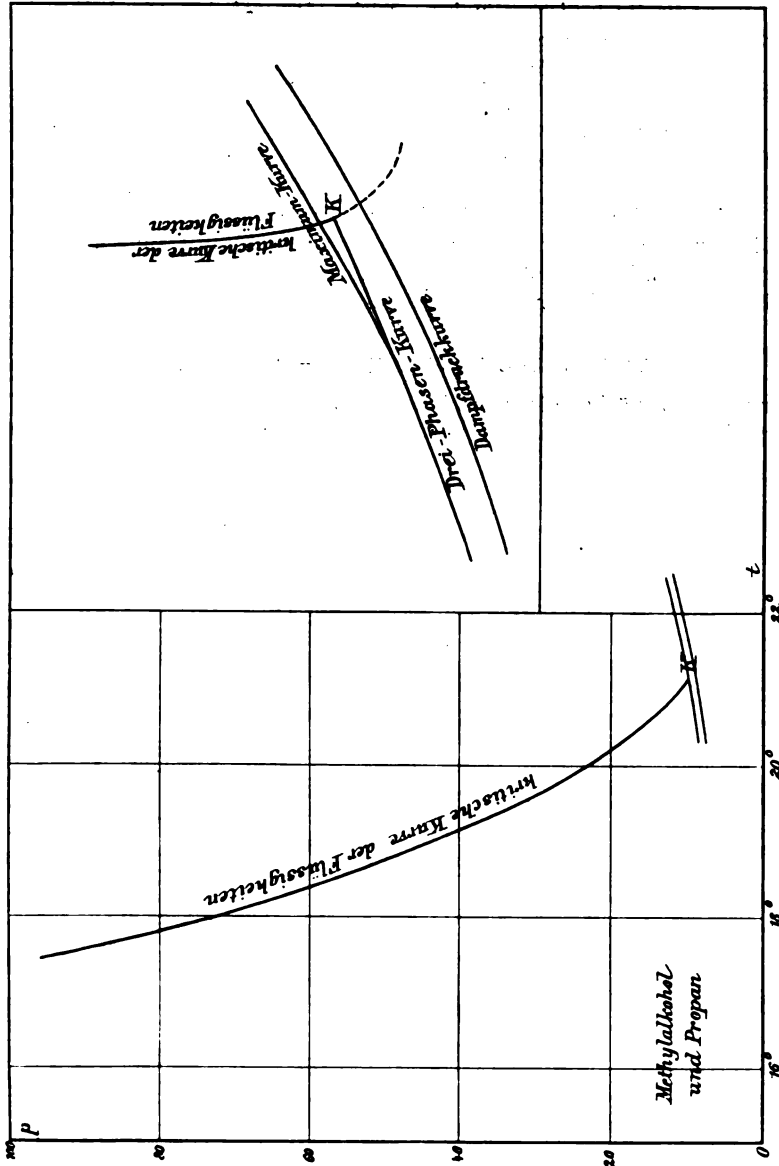 P
100
80
60
40
20
0
16°
18°
20°
22°
t
kritische Kurve der Flüssigkeiten
K
Methylalkohol
und Propan
kritische Kurve der
Flüssigkeiten
Maximum-Kurve
K
Drei-Phasen-Kurve
Dampfdruckkurve